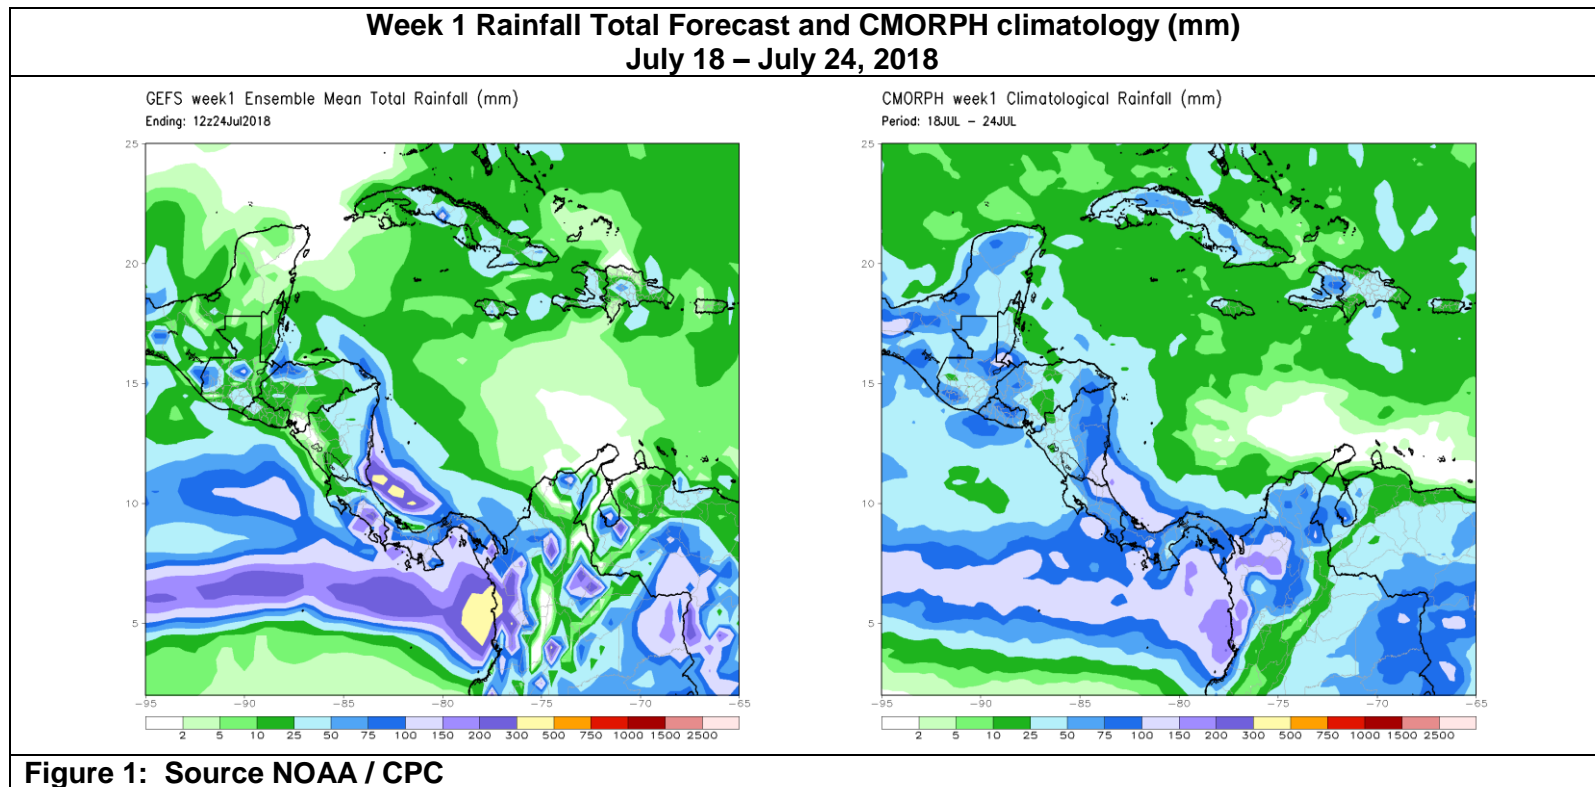 Week 1 Rainfall Total Forecast and CMORPH climatology (mm)
July 18 – July 24, 2018
GEFS week1 Ensemble Mean Total Rainfall (mm)
Ending: 12z24Jul2018
25
20
15
10
5
-95 -90 -85 -80 -75 -70 -65
2 5 10 25 50 75 100 150 200 300 500 750 1000 1500 2500
CMORPH week1 Climatological Rainfall (mm)
Period: 18JUL – 24JUL
25
20
15
10
5
-95 -90 -85 -80 -75 -70 -65
2 5 10 25 50 75 100 150 200 300 500 750 1000 1500 2500
Figure 1: Source NOAA / CPC